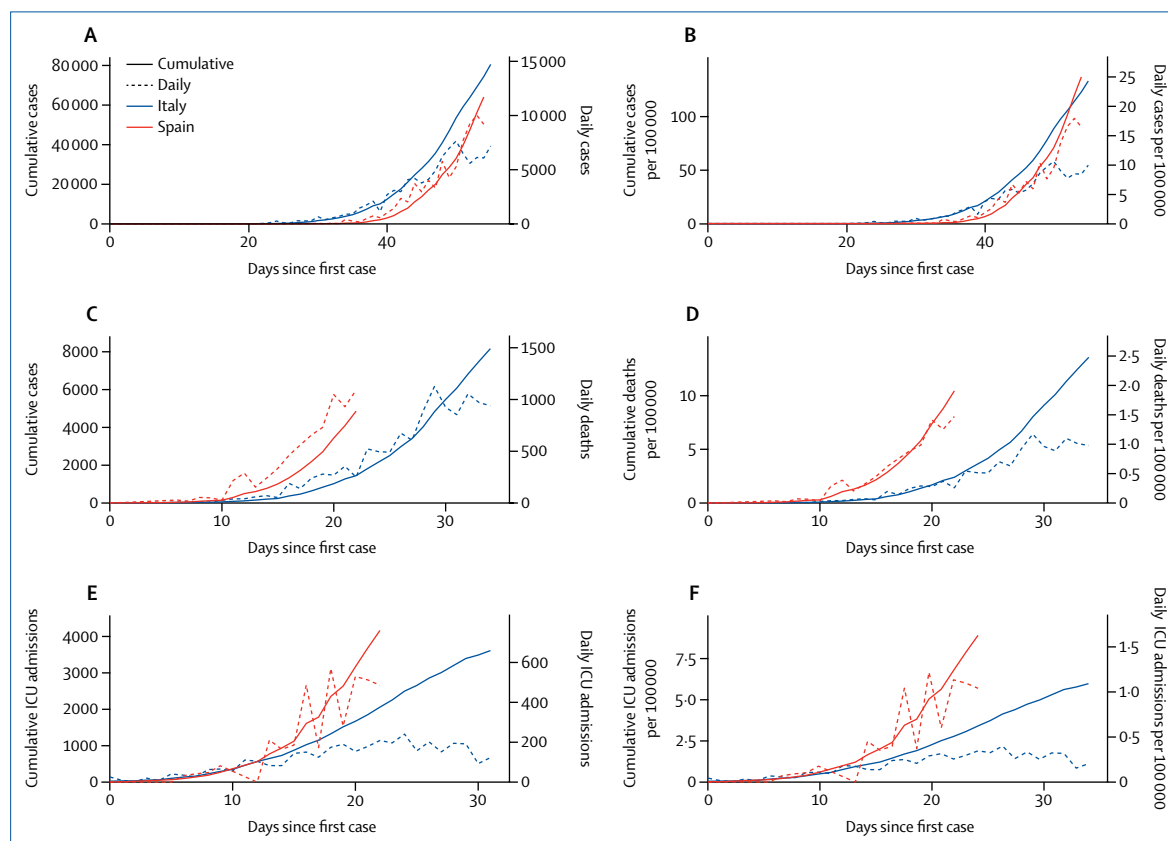 A
Cumulative cases
80 000
60 000
40 000
20 000
0
Cumulative
Daily
Italy
Spain
15 000
10 000
5000
0
Daily cases
0
20
40
Days since first case
B
Cumulative cases
per 100 000
100
50
0
25
20
15
10
5
0
Daily cases per 100 000
0
20
40
Days since first case
C
Cumulative cases
8000
6000
4000
2000
0
1500
1000
500
0
Daily deaths
0
10
20
30
Days since first case
D
Cumulative deaths
per 100 000
10
5
0
2·5
2·0
1·5
1·0
0·5
0
Daily deaths per 100 000
0
10
20
30
Days since first case
E
Cumulative ICU admissions
4000
3000
2000
1000
0
600
400
200
0
Daily ICU admissions
0
10
20
30
Days since first case
F
Cumulative ICU admissions
per 100 000
7·5
5·0
2·5
0
1·5
1·0
0·5
0
Daily ICU admissions per 100 000
0
10
20
30
Days since first case